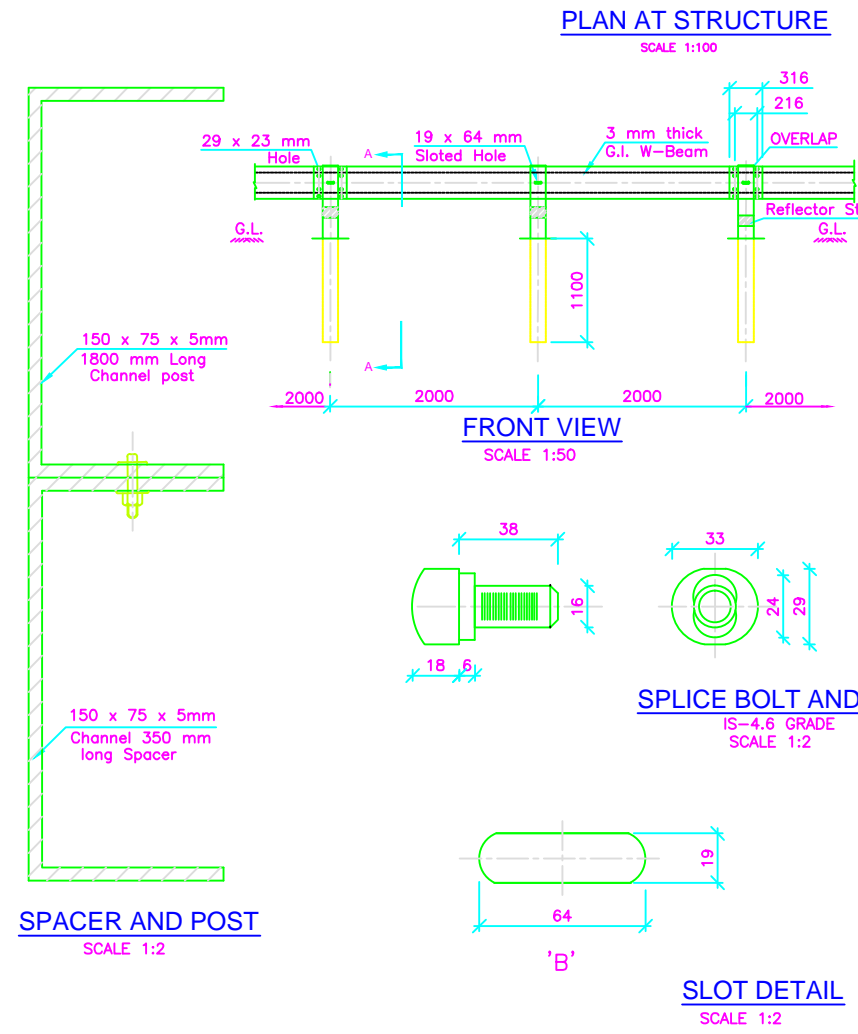 PLAN AT STRUCTURE
SCALE 1:100
316
216
29 x 23 mm
Hole
A
19 x 64 mm
Sloted Hole
3 mm thick
G.I. W-Beam
OVERLAP
Reflector St
G.L.
G.L.
1100
150 x 75 x 5mm
1800 mm Long
Channel post
A
2000
2000
2000
2000
FRONT VIEW
SCALE 1:50
38
33
16
24
29
18
6
150 x 75 x 5mm
Channel 350 mm
long Spacer
SPLICE BOLT AND
IS-4.6 GRADE
SCALE 1:2
19
64
SPACER AND POST
SCALE 1:2
'B'
SLOT DETAIL
SCALE 1:2